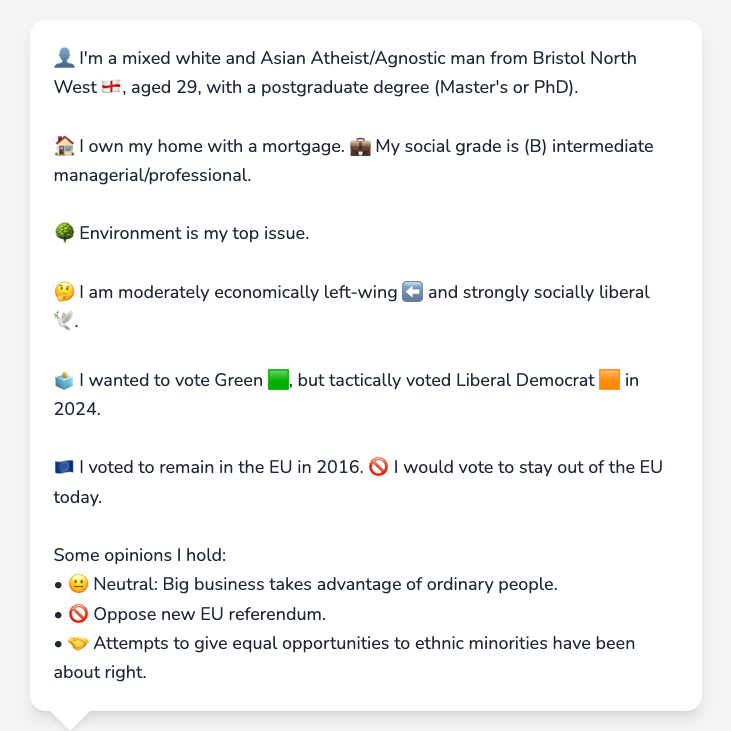 👤 I'm a mixed white and Asian Atheist/Agnostic man from Bristol North
West 🏴󠁧󠁢󠁥󠁮󠁧󠁿, aged 29, with a postgraduate degree (Master's or PhD).
🏠 I own my home with a mortgage. 💼 My social grade is (B) intermediate
managerial/professional.
🌳 Environment is my top issue.
🤔 I am moderately economically left-wing ⬅️ and strongly socially liberal
🕊️.
🗳️ I wanted to vote Green 🟩, but tactically voted Liberal Democrat 🟧 in
2024.
🇪🇺 I voted to remain in the EU in 2016. 🚫 I would vote to stay out of the EU
today.
Some opinions I hold:
• 😐 Neutral: Big business takes advantage of ordinary people.
• 🚫 Oppose new EU referendum.
• 🤝 Attempts to give equal opportunities to ethnic minorities have been
about right.